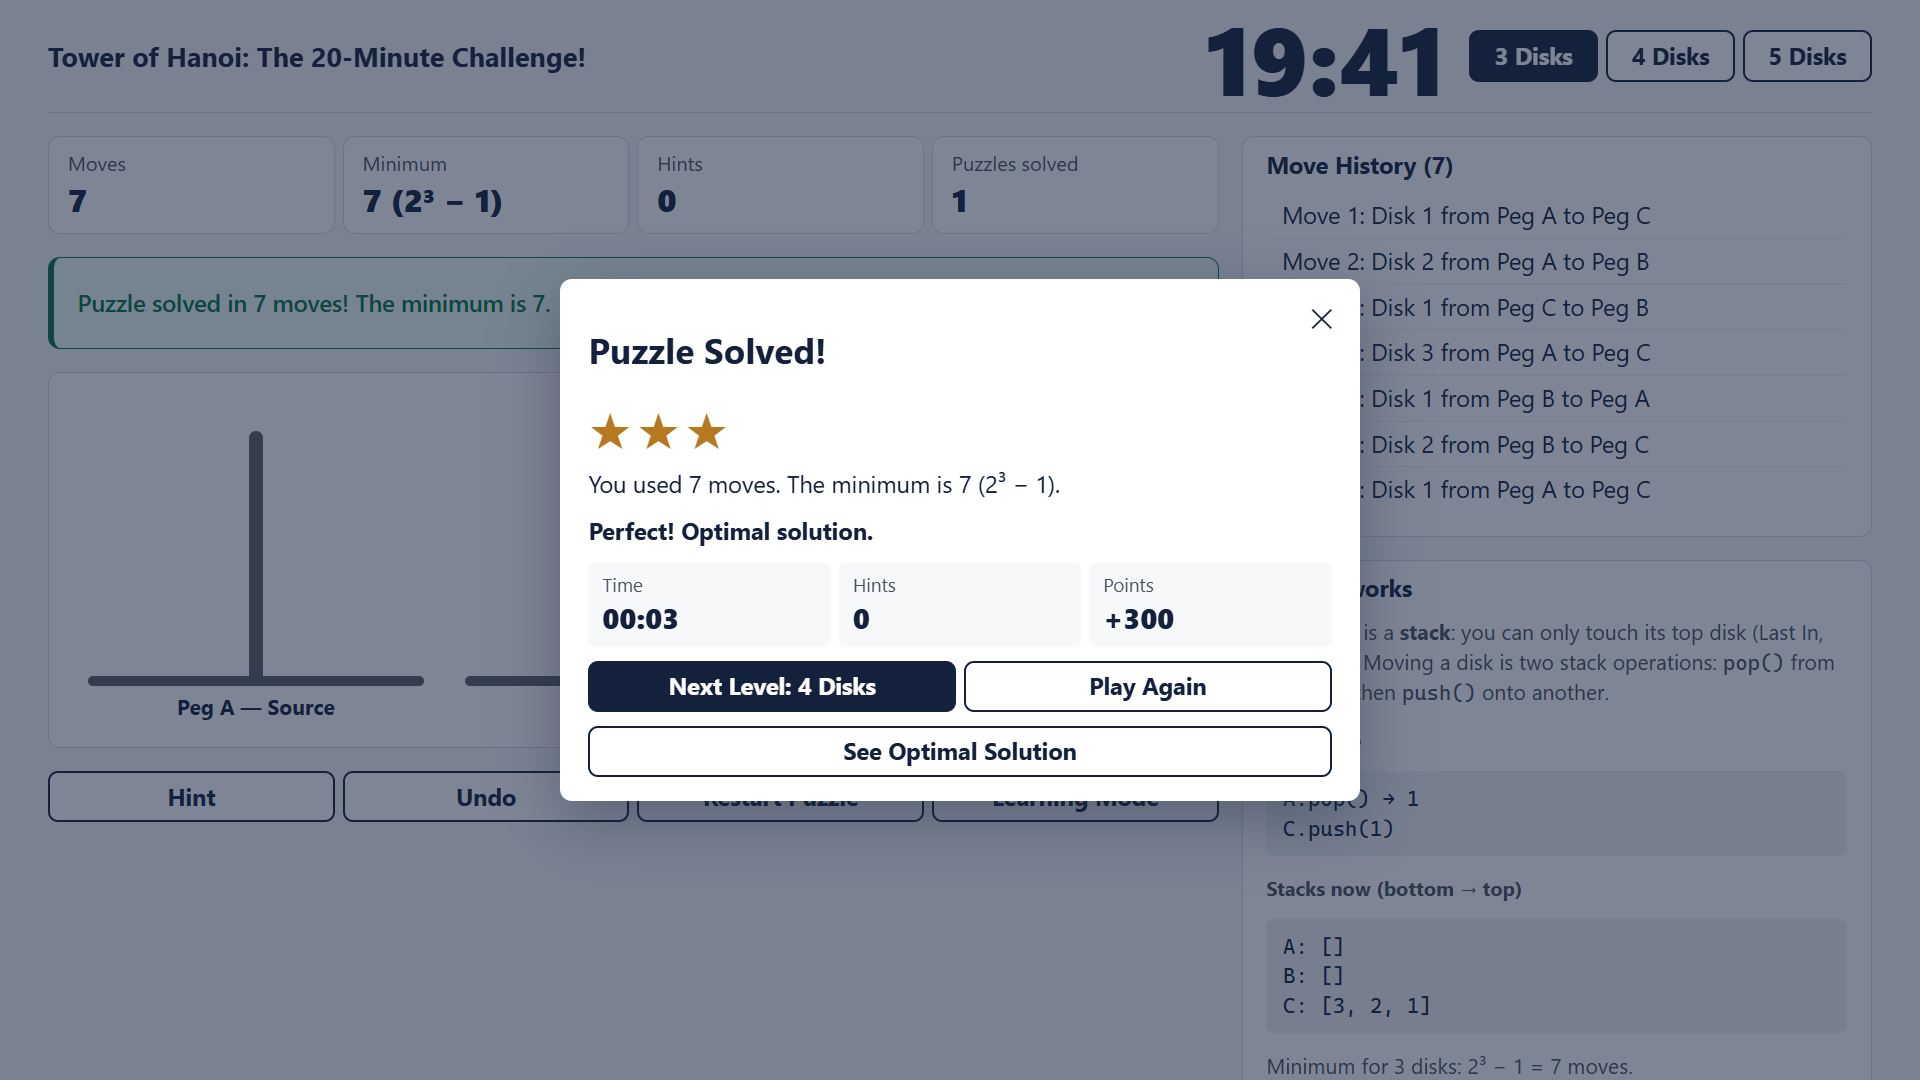 Tower of Hanoi: The 20-Minute Challenge!
19:41
3 Disks
4 Disks
5 Disks
Moves
7
Minimum
7 (2³ − 1)
Hints
0
Puzzles solved
1
Puzzle solved in 7 moves! The minimum is 7.
Peg A — Source
Hint
Undo
Restart Puzzle
Learning Mode
Move History (7)
Move 1: Disk 1 from Peg A to Peg C
Move 2: Disk 2 from Peg A to Peg B
: Disk 1 from Peg C to Peg B
: Disk 3 from Peg A to Peg C
: Disk 1 from Peg B to Peg A
: Disk 2 from Peg B to Peg C
: Disk 1 from Peg A to Peg C
Puzzle Solved!
★ ★ ★
You used 7 moves. The minimum is 7 (2³ − 1).
Perfect! Optimal solution.
Time
00:03
Hints
0
Points
+300
Next Level: 4 Disks
Play Again
See Optimal Solution
works
is a stack: you can only touch its top disk (Last In,
Moving a disk is two stack operations: pop() from
then push() onto another.
A.pop() → 1
C.push(1)
Stacks now (bottom → top)
A: []
B: []
C: [3, 2, 1]
Minimum for 3 disks: 2³ − 1 = 7 moves.